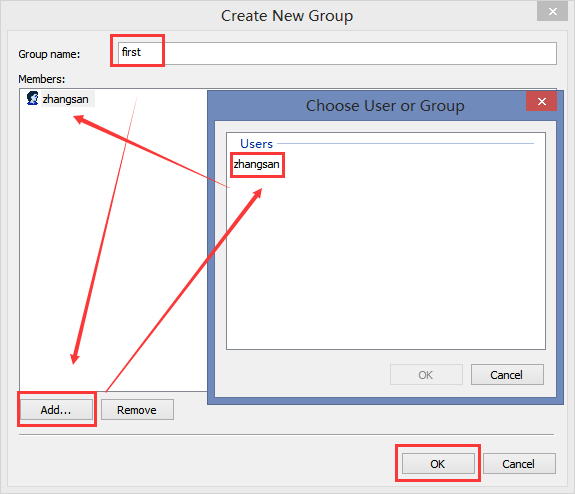 Create New Group
Group name:
first
Members:
zhangsan
Choose User or Group
Users
zhangsan
OK
Cancel
Add...
Remove
OK
Cancel